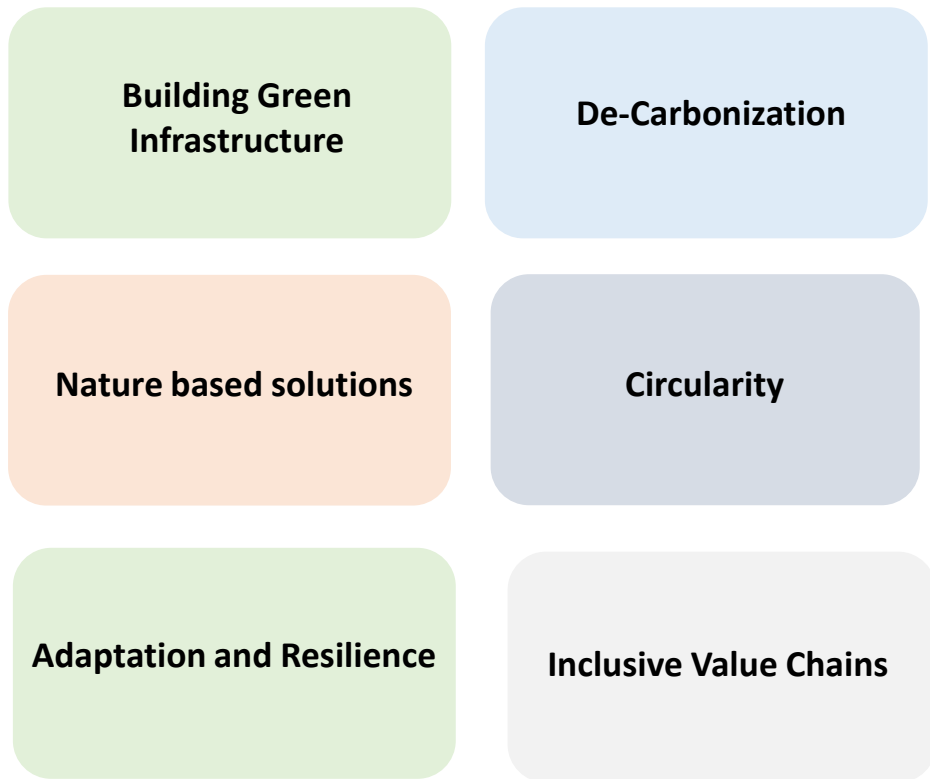 Building Green
Infrastructure
De-Carbonization
Nature based solutions
Circularity
Adaptation and Resilience
Inclusive Value Chains